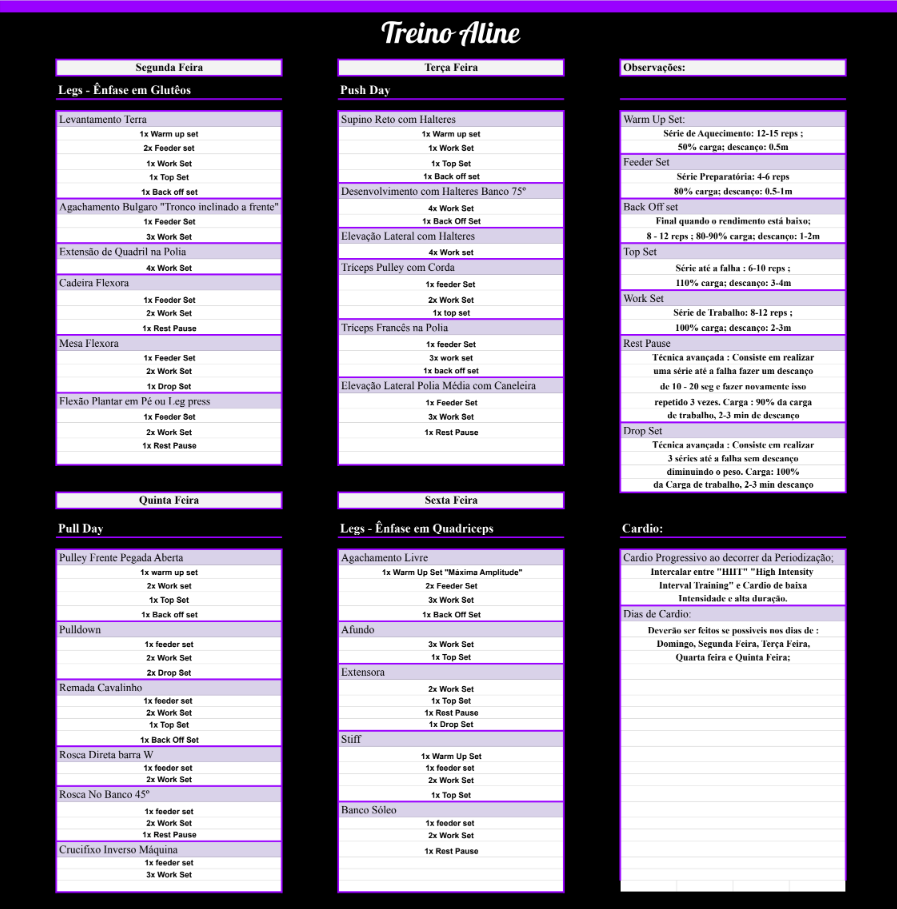 Treino Aline
Segunda Feira
Legs - Ênfase em Glutêos
Levantamento Terra
1x Warm up set
2x Feeder set
1x Work Set
1x Top Set
1x Back off set
Agachamento Bulgaro "Tronco inclinado a frente"
1x Feeder Set
3x Work Set
Extensão de Quadril na Polia
4x Work Set
Cadeira Flexora
1x Feeder Set
2x Work Set
1x Rest Pause
Mesa Flexora
1x Feeder Set
2x Work Set
1x Drop Set
Flexão Plantar em Pé ou Leg press
1x Feeder Set
2x Work Set
1x Rest Pause
Terça Feira
Push Day
Supino Reto com Halteres
1x Warm up set
1x Work Set
1x Top Set
1x Back off set
Desenvolvimento com Halteres Banco 75º
4x Work Set
1x Back Off Set
Elevação Lateral com Halteres
4x Work set
Triceps Pulley com Corda
1x feeder Set
2x Work Set
1x top set
Triceps Francês na Polia
1x feeder Set
3x work set
1x back off set
Elevação Lateral Polia Média com Caneleira
1x Feeder Set
3x Work Set
1x Rest Pause
Observações:
Warm Up Set:
Série de Aquecimento: 12-15 reps ;
50% carga; descanço: 0.5m
Feeder Set
Série Preparatória: 4-6 reps
80% carga; descanço: 0.5-1m
Back Off set
Final quando o rendimento está baixo;
8 - 12 reps ; 80-90% carga; descanço: 1-2m
Top Set
Série até a falha : 6-10 reps ;
110% carga; descanço: 3-4m
Work Set
Série de Trabalho: 8-12 reps ;
100% carga; descanço: 2-3m
Rest Pause
Técnica avançada : Consiste em realizar
uma série até a falha fazer um descanço
de 10 - 20 seg e fazer novamente isso
repetido 3 vezes. Carga : 90% da carga
de trabalho, 2-3 min de descanço
Drop Set
Técnica avançada : Consiste em realizar
3 séries até a falha sem descanço
diminuindo o peso. Carga: 100%
da Carga de trabalho, 2-3 min descanço
Quinta Feira
Pull Day
Pulley Frente Pegada Aberta
1x warm up set
2x Work set
1x Top Set
1x Back off set
Pulldown
1x feeder set
2x Work Set
2x Drop Set
Remada Cavalinho
1x feeder set
2x Work Set
1x Top Set
1x Back Off Set
Rosca Direta barra W
1x feeder set
2x Work Set
Rosca No Banco 45º
1x feeder set
2x Work Set
1x Rest Pause
Crucifixo Inverso Máquina
1x feeder set
3x Work Set
Sexta Feira
Legs - Ênfase em Quadriceps
Agachamento Livre
1x Warm Up Set "Máxima Amplitude"
2x Feeder Set
3x Work Set
1x Back Off Set
Afundo
3x Work Set
1x Top Set
Extensora
2x Work Set
1x Top Set
1x Rest Pause
1x Drop Set
Stiff
1x Warm Up Set
1x feeder set
2x Work Set
1x Top Set
Banco Sóleo
1x feeder set
2x Work Set
1x Rest Pause
Cardio:
Cardio Progressivo ao decorrer da Periodização;
Intercalar entre "HIIT" "High Intensity
Interval Training" e Cardio de baixa
Intensidade e alta duração.
Dias de Cardio:
Deverão ser feitos se possiveis nos dias de :
Domingo, Segunda Feira, Terça Feira,
Quarta feira e Quinta Feira;